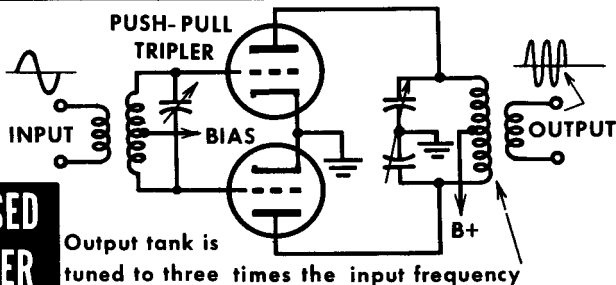 PUSH-PULL
TRIPLER
INPUT
BIAS
OUTPUT
B+
Output tank is
tuned to three times the input frequency